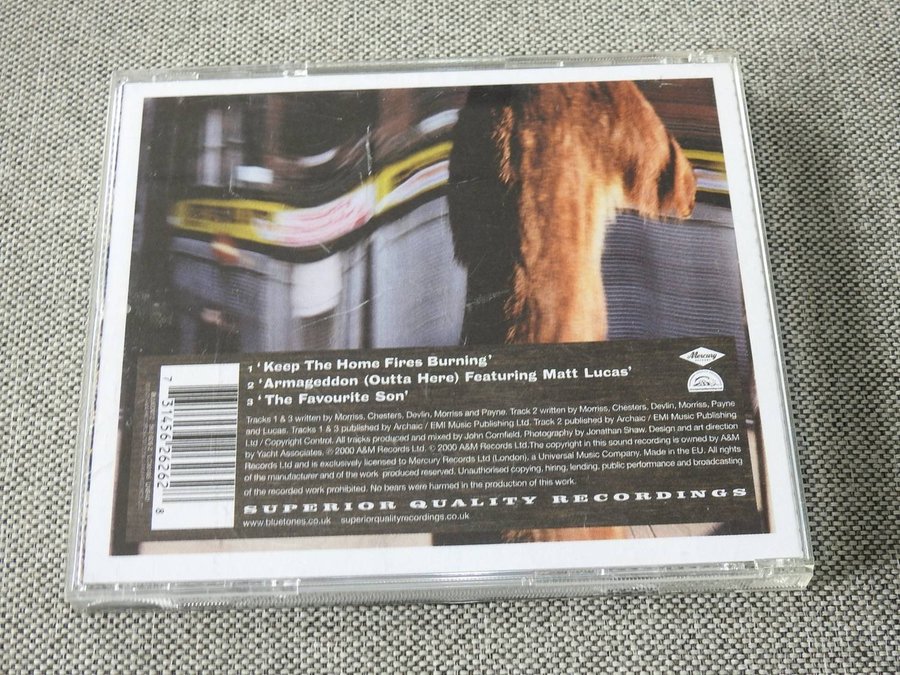 1 ‘Keep The Home Fires Burning’
2 ‘Armageddon (Outta Here) Featuring Matt Lucas’
3 ‘The Favourite Son’
Mercury
Tracks 1 & 3 written by Morriss, Chesters, Devlin, Morriss and Payne. Track 2 written by Morriss, Chesters, Devlin, Morriss, Payne
and Lucas. Tracks 1 & 3 published by Archaic / EMI Music Publishing Ltd. Track 2 published by Archaic / EMI Music Publishing
Ltd / Copyright Control. All tracks produced and mixed by John Cornfield. Photography by Jonathan Shaw. Design and art direction
by Yacht Associates. ℗ 2000 A&M Records Ltd. © 2000 A&M Records Ltd.The copyright in this sound recording is owned by A&M
Records Ltd and is exclusively licensed to Mercury Records Ltd (London), a Universal Music Company. Made in the EU. All rights
of the manufacturer and of the work produced reserved. Unauthorised copying, hiring, lending, public performance and broadcasting
of the recorded work prohibited. No bears were harmed in the production of this work.
SUPERIOR QUALITY RECORDINGS
www.bluetones.co.uk superiorqualityrecordings.co.uk
7 31456 26262 8